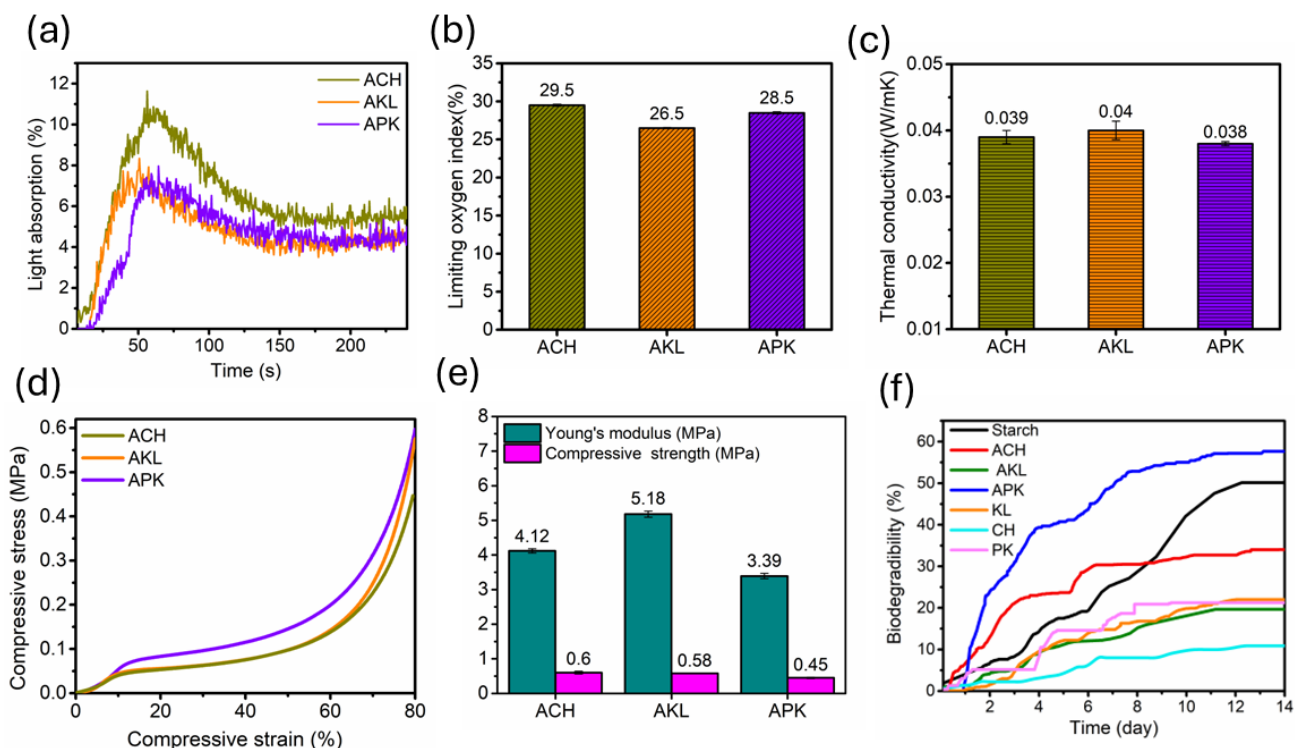 (a)
Light absorption (%)
12
10
8
6
4
2
0
50
100
150
200
Time (s)
ACH
AKL
APK
(b)
Limiting oxygen index(%)
35
30
25
20
15
10
5
0
29.5
26.5
28.5
ACH
AKL
APK
(c)
Thermal conductivity(W/mK)
0.05
0.04
0.03
0.02
0.01
0.039
0.04
0.038
ACH
AKL
APK
(d)
Compressive stress (MPa)
0.6
0.5
0.4
0.3
0.2
0.1
0.0
0
20
40
60
80
Compressive strain (%)
ACH
AKL
APK
(e)
8
7
6
5
4
3
2
1
0
Young's modulus (MPa)
Compressive strength (MPa)
4.12
0.6
5.18
0.58
3.39
0.45
ACH
AKL
APK
(f)
Biodegradibility (%)
60
50
40
30
20
10
0
2
4
6
8
10
12
14
Time (day)
Starch
ACH
AKL
APK
KL
CH
PK